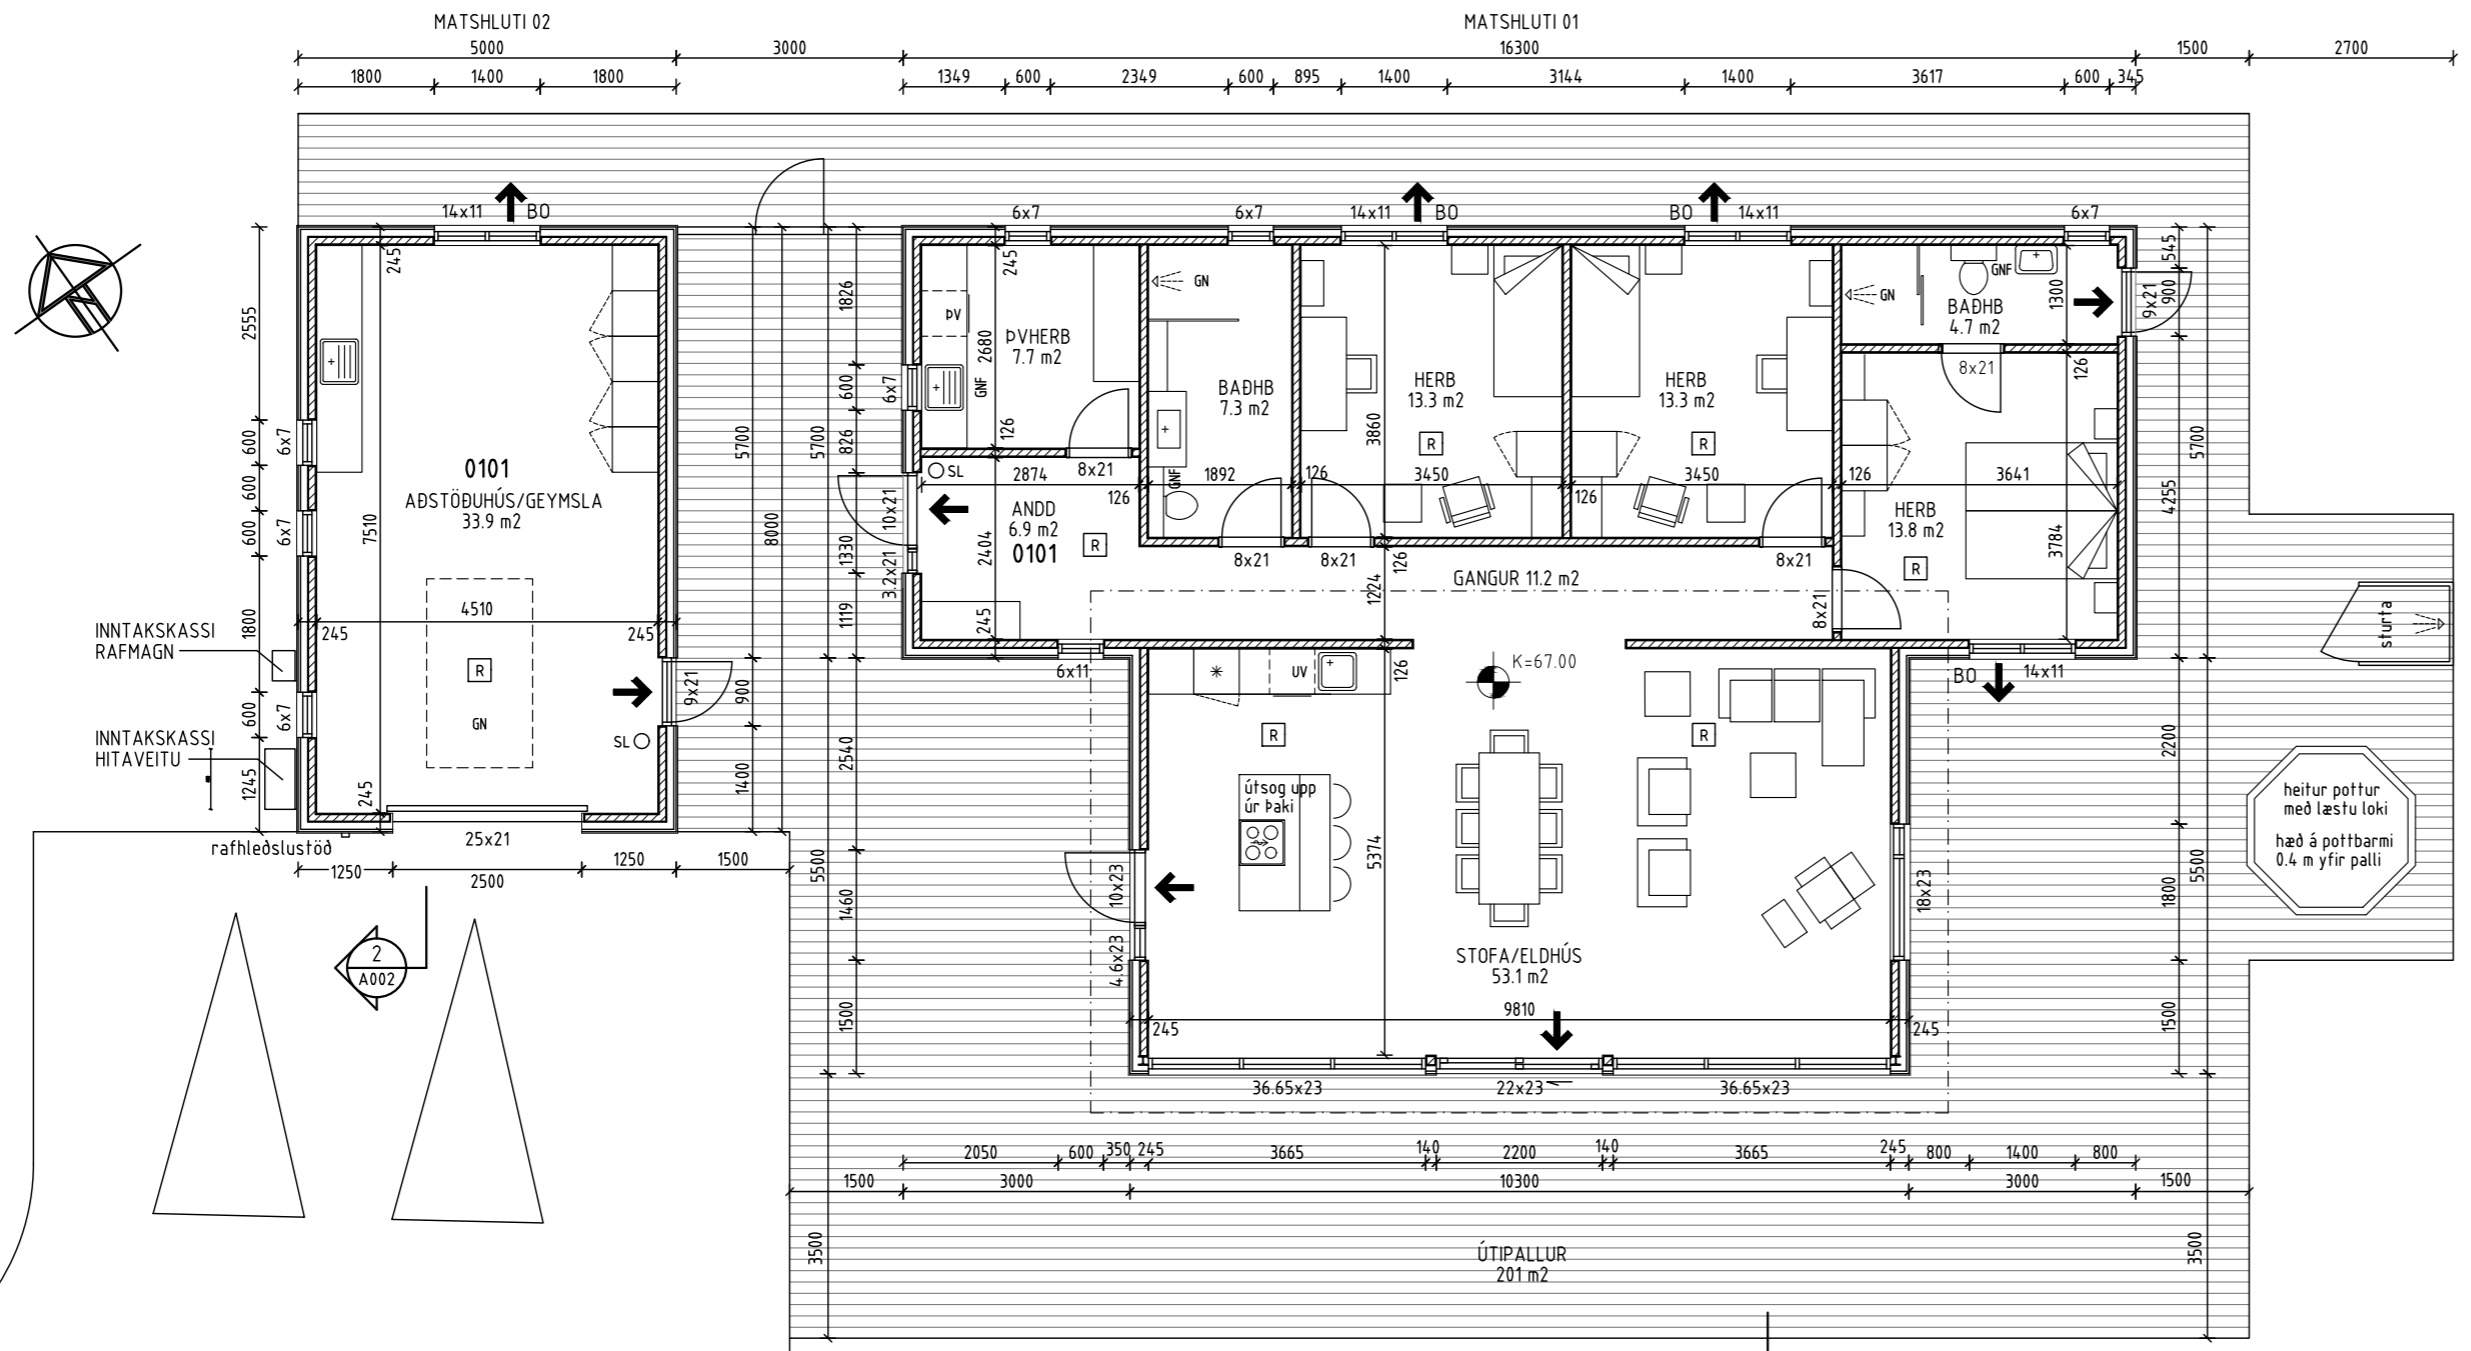 MATSHLUTI 02
MATSHLUTI 01
5000
3000
16300
1500
2700
1800
1400
1800
1349
600
2349
600
895
1400
3144
1400
3617
600
345
14x11
BO
6x7
6x7
14x11
BO
BO
14x11
6x7
245
2555
600
600
600
1800
600
1245
6x7
6x7
6x7
7510
0101
AÐSTÖÐUHÚS/GEYMSLA
33.9 m2
4510
245
245
R
GN
SL
245
9x21
INNTAKSKASSI
RAFMAGN
INNTAKSKASSI
HITAVEITU
rafhleðslustöð
25x21
1250
2500
1250
1500
2
A002
5700
900
1400
8000
5700
5500
3500
1826
600
826
1330
1119
2540
1460
1500
6x7
10x21
3.2x21
245
ÞV
GNF
2680
ÞVHERB
7.7 m2
126
8x21
SL
2874
126
ANDD
6.9 m2
0101
R
2404
245
6x11
GN
BAÐHB
7.3 m2
GNF
1892
8x21
HERB
13.3 m2
R
3860
126
3450
8x21
HERB
13.3 m2
R
126
3450
8x21
126
1224
GANGUR 11.2 m2
8x21
GN
GNF
BAÐHB
4.7 m2
1300
126
8x21
9x21
126
3641
HERB
13.8 m2
R
3784
BO
14x11
545
900
4255
5700
2200
1800
1500
5500
3500
sturta
heitur pottur
með læstu loki
hæð á pottbarmi
0.4 m yfir palli
UV
126
K=67.00
R
R
útsog upp
úr þaki
5374
10x23
4.6x23
18x23
STOFA/ELDHÚS
53.1 m2
245
9810
245
36.65x23
22x23
36.65x23
2050
600
350
245
3665
140
2200
140
3665
245
800
1400
800
1500
3000
10300
3000
1500
ÚTIPALLUR
201 m2